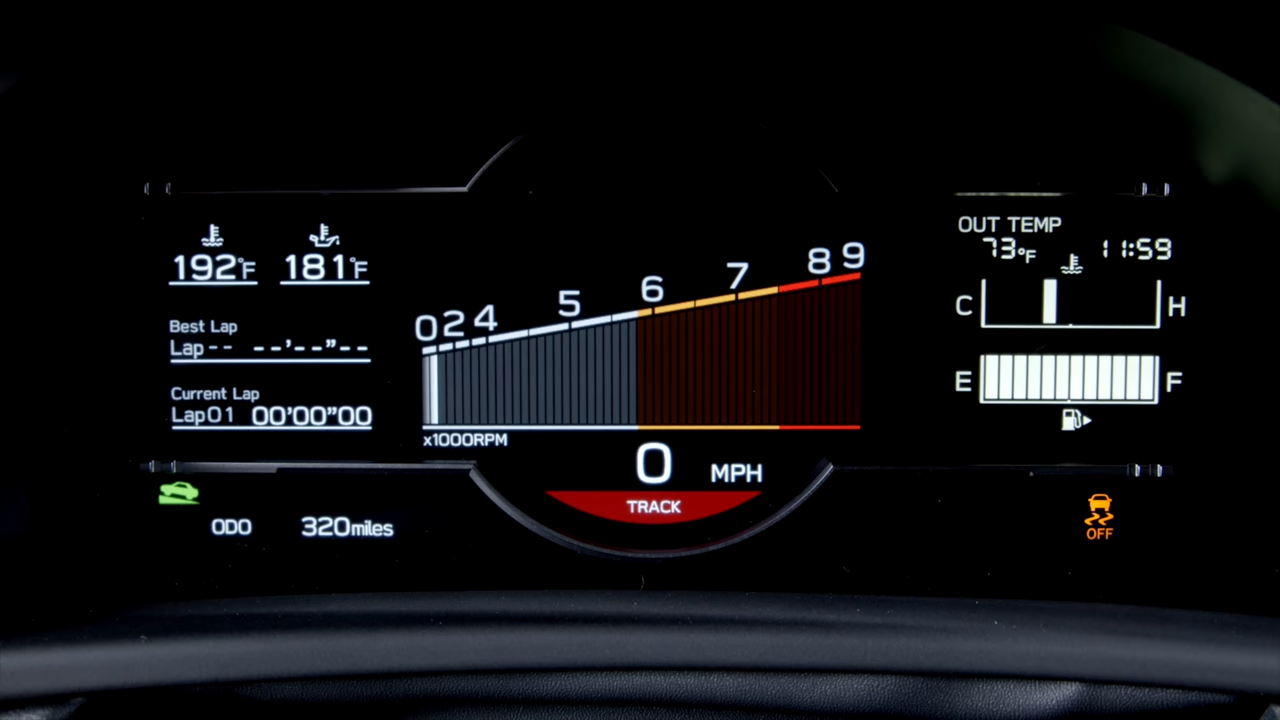 192°F 181°F
Best Lap
Lap-- --'--"--
Current Lap
Lap01 00'00"00
0 2 4 5 6 7 8 9
x1000RPM
0 MPH
TRACK
OUT TEMP
73°F 11:59
C H
E F
ODO 320miles
OFF